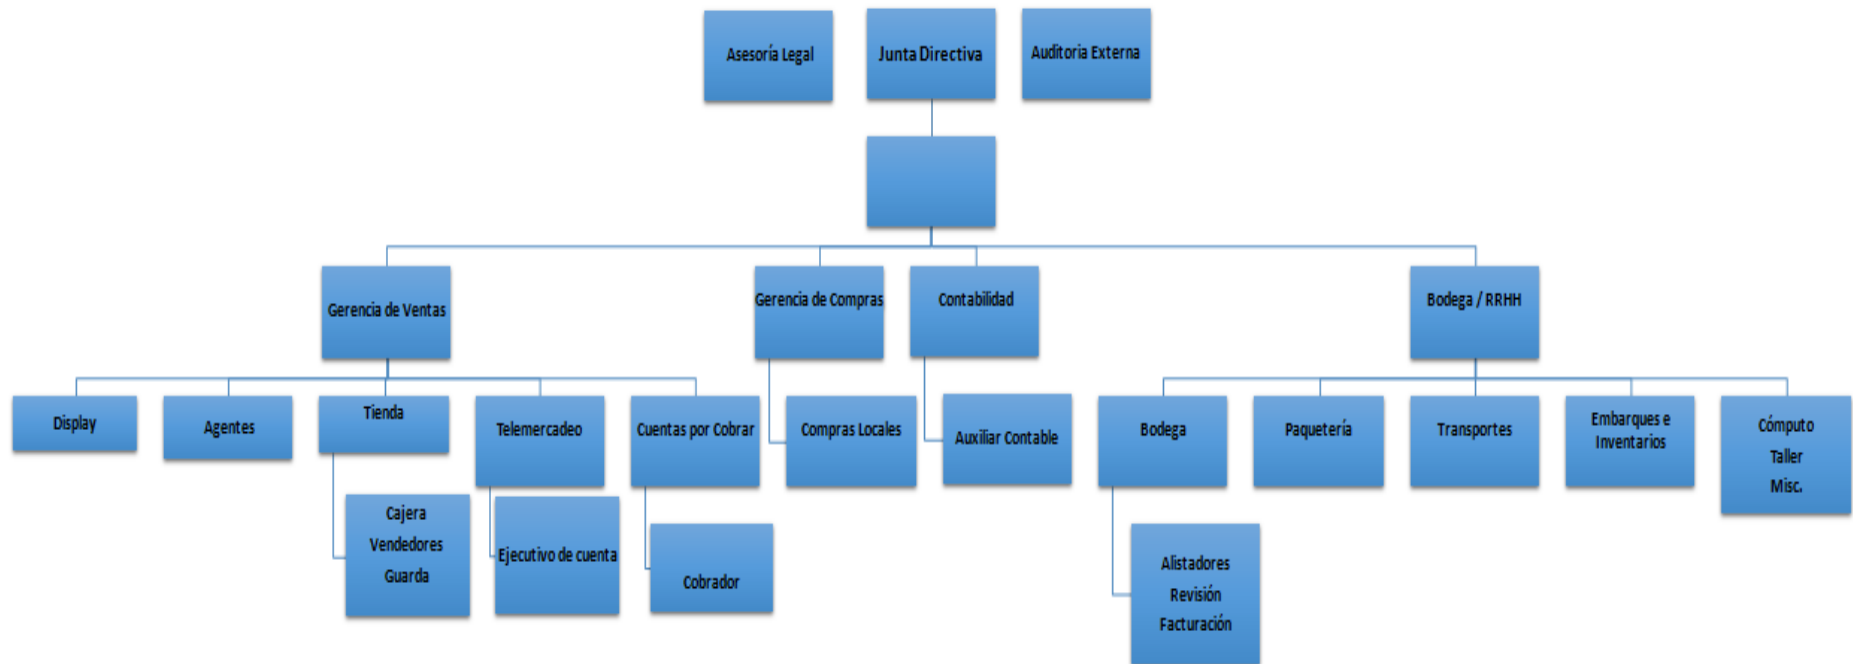 Asesoría Legal
Junta Directiva
Auditoria Externa
Gerencia de Ventas
Gerencia de Compras
Contabilidad
Bodega / RRHH
Display
Agentes
Tienda
Telemercadeo
Cuentas por Cobrar
Compras Locales
Auxiliar Contable
Bodega
Paquetería
Transportes
Embarques e
Inventarios
Cómputo
Taller
Misc.
Cajera
Vendedores
Guarda
Ejecutivo de cuenta
Cobrador
Alistadores
Revisión
Facturación